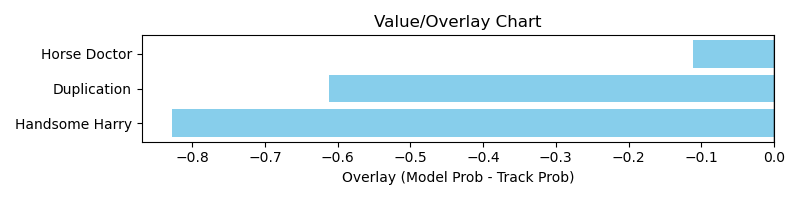 Value/Overlay Chart
Horse Doctor
Duplication
Handsome Harry
−0.8 −0.7 −0.6 −0.5 −0.4 −0.3 −0.2 −0.1 0.0
Overlay (Model Prob - Track Prob)